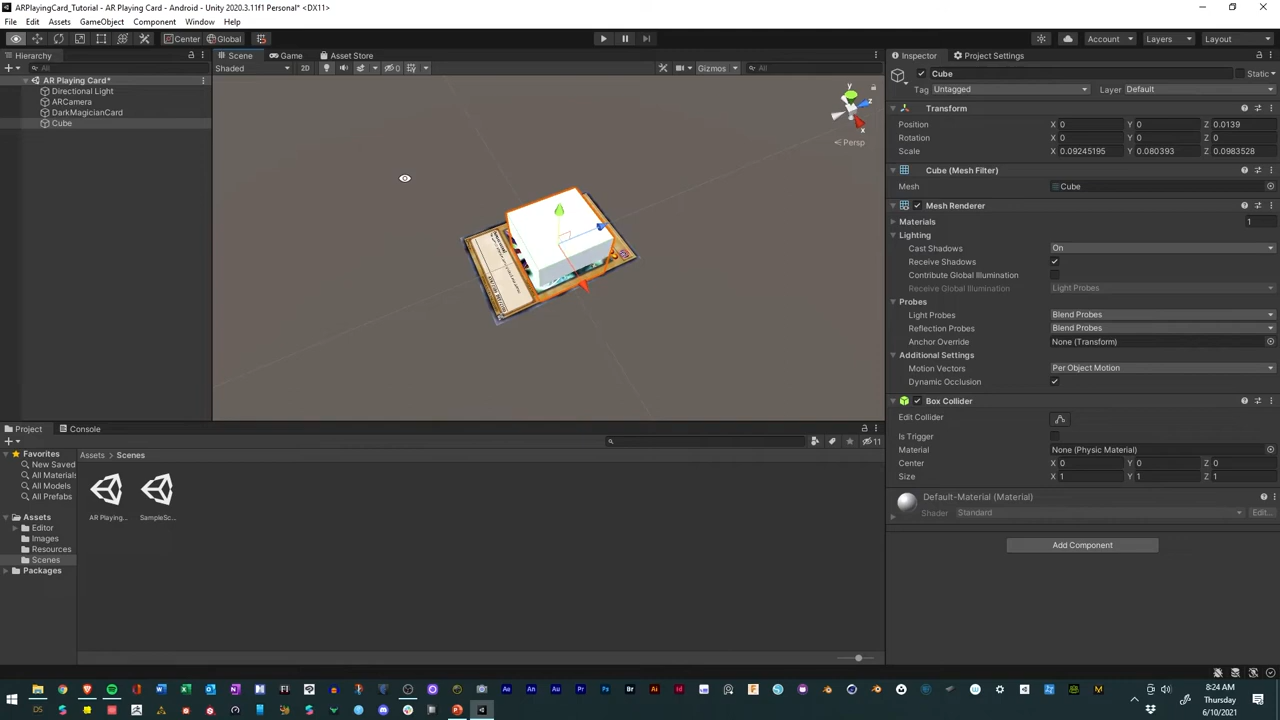 ARPlayingCard_Tutorial - AR Playing Card - Android - Unity 2020.3.11f1 Personal* <DX11>
File Edit Assets GameObject Component Window Help
Center Global Account Layers Layout
Hierarchy Scene Game Asset Store Inspector Project Settings
All Shaded 2D 0 Gizmos All Cube Static
AR Playing Card* Tag Untagged Layer Default
Directional Light
ARCamera Transform
DarkMagicianCard
Cube Position X 0 Y 0 Z 0.0139
y z x
Rotation X 0 Y 0 Z 0
Persp
Scale X 0.09245195 Y 0.080393 Z 0.0983528
Cube (Mesh Filter)
Mesh Cube
Mesh Renderer
Materials 1
Lighting
Cast Shadows On
Receive Shadows
Contribute Global Illumination
Receive Global Illumination Light Probes
Probes
Light Probes Blend Probes
Reflection Probes Blend Probes
Anchor Override None (Transform)
Additional Settings
Motion Vectors Per Object Motion
Dynamic Occlusion
Box Collider
Edit Collider
Is Trigger
Material None (Physic Material)
Center X 0 Y 0 Z 0
Size X 1 Y 1 Z 1
Default-Material (Material)
Shader Standard Edit...
Add Component
Project Console
11
Favorites Assets Scenes
New Saved
All Materials
All Models
All Prefabs
Assets AR Playing... SampleSc...
Editor
Images
Resources
Scenes
Packages
8:24 AM
Thursday
6/10/2021